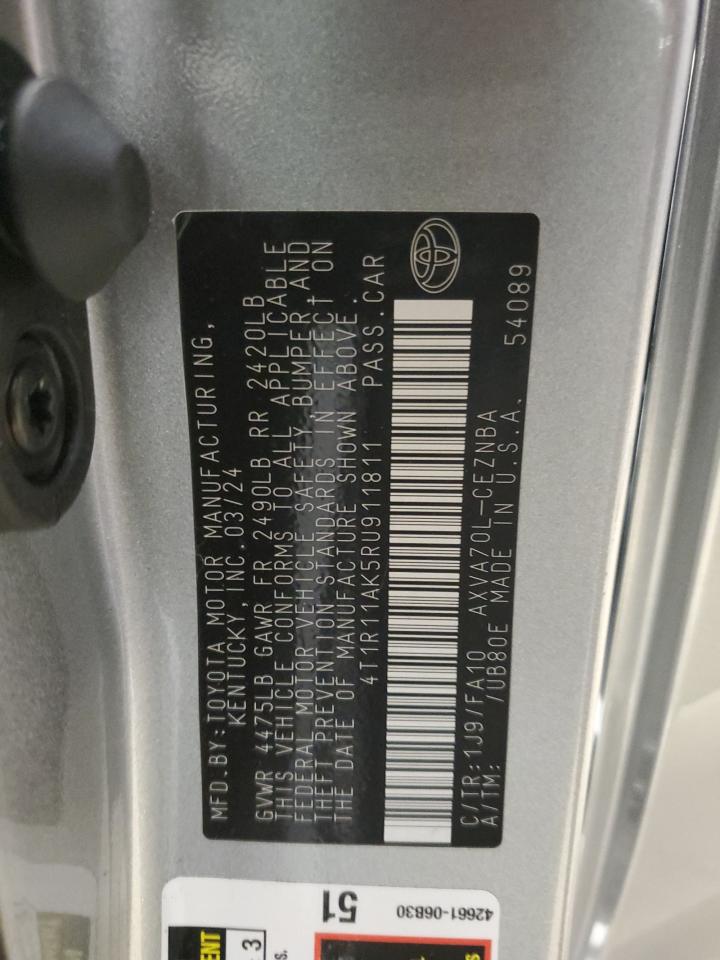 MFD.BY:TOYOTA MOTOR MANUFACTURING,
KENTUCKY, INC.03/24
GVWR 4475LB GAWR FR 2490LB RR 2420LB
THIS VEHICLE CONFORMS TO ALL APPLICABLE
FEDERAL MOTOR VEHICLE SAFETY,BUMPER,AND
THEFT PREVENTION STANDARDS IN EFFECT ON
THE DATE OF MANUFACTURE SHOWN ABOVE.
4T1R11AK5RU911811 PASS.CAR
C/TR:1J9/FA10 AXVA70L-CEZNBA
A/TM: /UB80E MADE IN U.S.A. 54089
51
42661-06B30
3